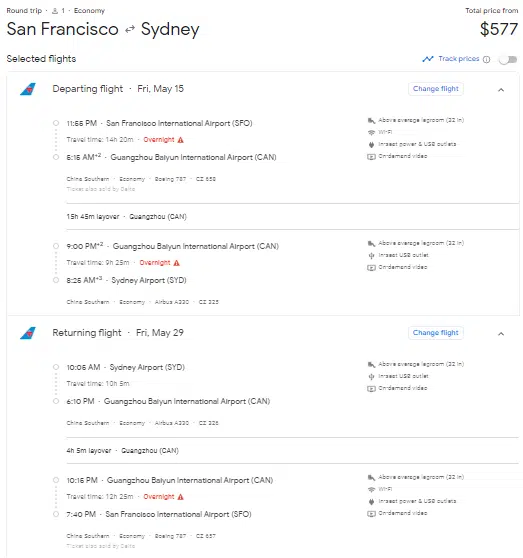 Round trip · 1 · Economy
Total price from
San Francisco ⇄ Sydney
$577
Selected flights
Track prices
Departing flight · Fri, May 15
Change flight
11:55 PM · San Francisco International Airport (SFO)
Travel time: 14h 20m · Overnight
5:15 AM+2 · Guangzhou Baiyun International Airport (CAN)
China Southern · Economy · Boeing 787 · CZ 658
Ticket also sold by Delta
Above average legroom (32 in)
Wi-Fi
In-seat power & USB outlets
On-demand video
15h 45m layover · Guangzhou (CAN)
9:00 PM+2 · Guangzhou Baiyun International Airport (CAN)
Travel time: 9h 25m · Overnight
8:25 AM+3 · Sydney Airport (SYD)
China Southern · Economy · Airbus A330 · CZ 325
Above average legroom (32 in)
In-seat USB outlet
On-demand video
Returning flight · Fri, May 29
Change flight
10:05 AM · Sydney Airport (SYD)
Travel time: 10h 5m
6:10 PM · Guangzhou Baiyun International Airport (CAN)
China Southern · Economy · Airbus A330 · CZ 326
Above average legroom (32 in)
In-seat USB outlet
On-demand video
4h 5m layover · Guangzhou (CAN)
10:15 PM · Guangzhou Baiyun International Airport (CAN)
Travel time: 12h 25m · Overnight
7:40 PM · San Francisco International Airport (SFO)
China Southern · Economy · Boeing 787 · CZ 657
Ticket also sold by Delta
Above average legroom (32 in)
Wi-Fi
In-seat power & USB outlets
On-demand video